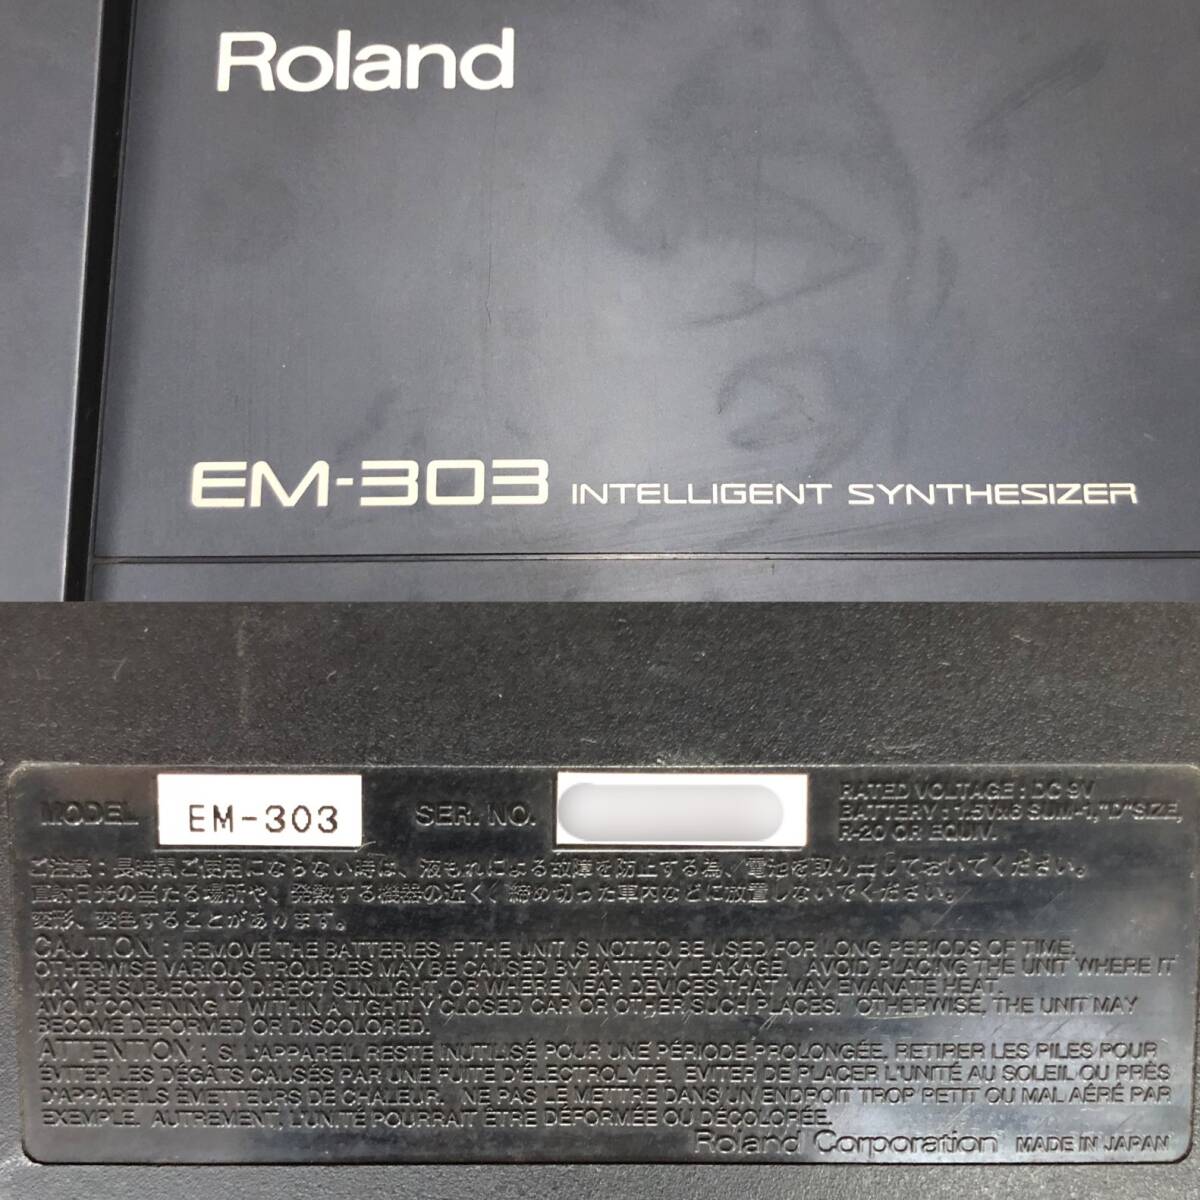 Roland
EM-303 INTELLIGENT SYNTHESIZER
MODEL EM-303 SER. NO.
RATED VOLTAGE : DC 9V
BATTERY : 1.5V×6 SUM-1, "D" SIZE,
R-20 OR EQUIV.
ご注意：長時間ご使用にならない時は、液もれによる故障を防止する為、電池を取り出しておいてください。
直射日光の当たる場所や、発熱する機器の近く、締め切った車内などに放置しないでください。
変形、変色することがあります。
CAUTION : REMOVE THE BATTERIES IF THE UNIT IS NOT TO BE USED FOR LONG PERIODS OF TIME.
OTHERWISE VARIOUS TROUBLES MAY BE CAUSED BY BATTERY LEAKAGE. AVOID PLACING THE UNIT WHERE IT
MAY BE SUBJECT TO DIRECT SUNLIGHT, OR WHERE NEAR DEVICES THAT MAY EMANATE HEAT.
AVOID CONFINING IT WITHIN A TIGHTLY CLOSED CAR OR OTHER SUCH PLACES. OTHERWISE, THE UNIT MAY
BECOME DEFORMED OR DISCOLORED.
ATTENTION : SI L'APPAREIL RESTE INUTILISÉ POUR UNE PÉRIODE PROLONGÉE, RETIRER LES PILES POUR
ÉVITER LES DÉGATS CAUSÉS PAR UNE FUITE D'ÉLECTROLYTE. EVITER DE PLACER L'UNITÉ AU SOLEIL OU PRÈS
D'APPAREILS ÉMETTEURS DE CHALEUR. NE PAS LE METTRE DANS UN ENDROIT TROP PETIT OU MAL AÉRÉ PAR
EXEMPLE. AUTREMENT, L'UNITÉ POURRAIT ÊTRE DÉFORMÉE OU DÉCOLORÉE.
Roland Corporation MADE IN JAPAN